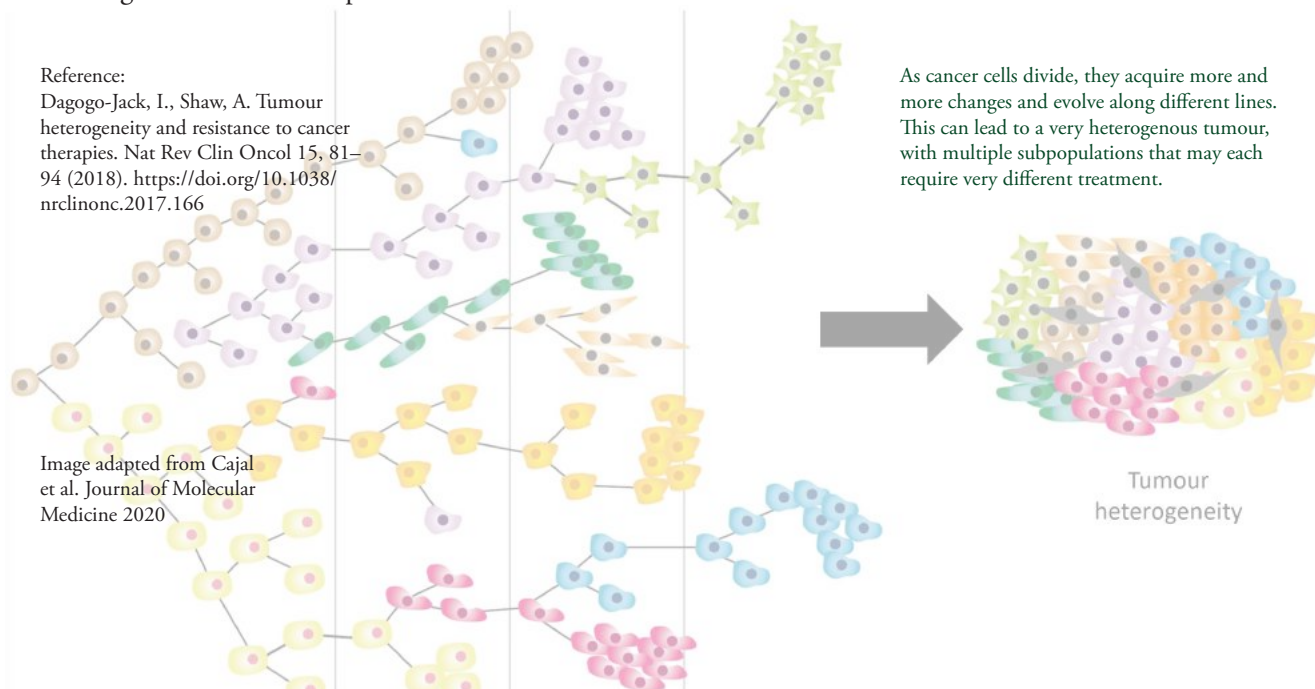 Reference:
Dagogo-Jack, I., Shaw, A. Tumour
heterogeneity and resistance to cancer
therapies. Nat Rev Clin Oncol 15, 81–
94 (2018). https://doi.org/10.1038/
nrclinonc.2017.166
As cancer cells divide, they acquire more and
more changes and evolve along different lines.
This can lead to a very heterogenous tumour,
with multiple subpopulations that may each
require very different treatment.
Image adapted from Cajal
et al. Journal of Molecular
Medicine 2020
Tumour
heterogeneity